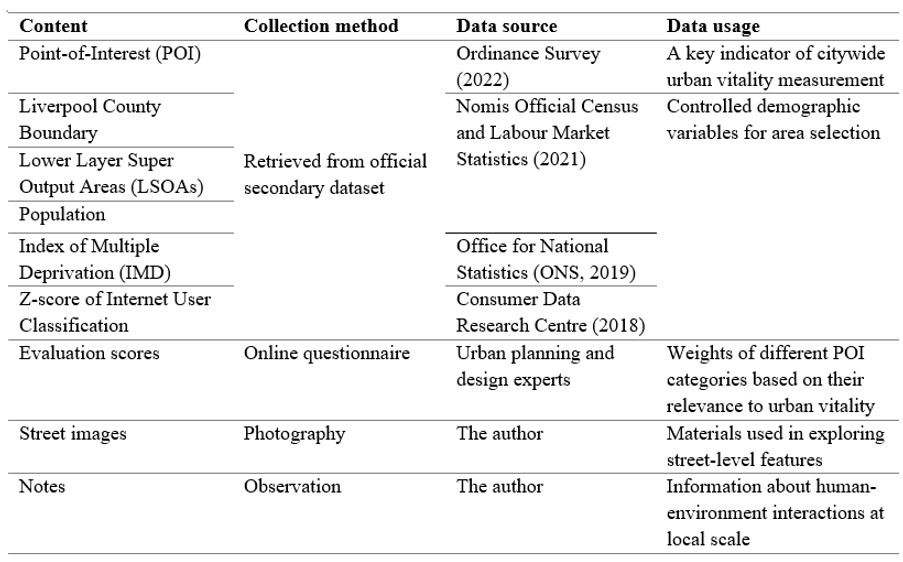 Content Collection method Data source Data usage
Point-of-Interest (POI) Ordinance Survey A key indicator of citywide
(2022) urban vitality measurement
Liverpool County Nomis Official Census Controlled demographic
Boundary and Labour Market variables for area selection
Lower Layer Super Retrieved from official Statistics (2021)
Output Areas (LSOAs) secondary dataset
Population
Index of Multiple Office for National
Deprivation (IMD) Statistics (ONS, 2019)
Z-score of Internet User Consumer Data
Classification Research Centre (2018)
Evaluation scores Online questionnaire Urban planning and Weights of different POI
design experts categories based on their
relevance to urban vitality
Street images Photography The author Materials used in exploring
street-level features
Notes Observation The author Information about human-
environment interactions at
local scale